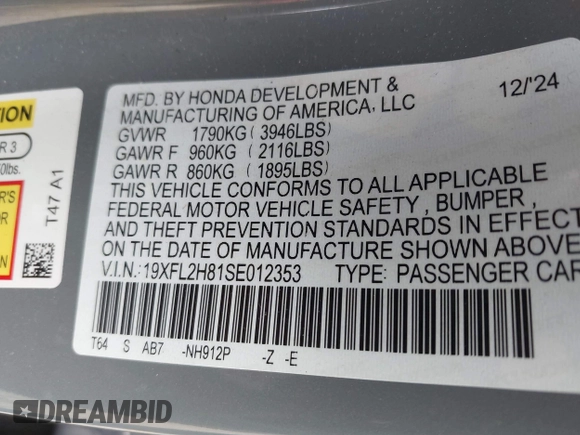 MFD. BY HONDA DEVELOPMENT &
MANUFACTURING OF AMERICA, LLC
12/'24
GVWR 1790KG (3946LBS)
GAWR F 960KG (2116LBS)
GAWR R 860KG (1895LBS)
THIS VEHICLE CONFORMS TO ALL APPLICABLE
FEDERAL MOTOR VEHICLE SAFETY, BUMPER,
AND THEFT PREVENTION STANDARDS IN EFFECT
ON THE DATE OF MANUFACTURE SHOWN ABOVE
V.I.N.: 19XFL2H81SE012353 TYPE: PASSENGER CAR
T64 S AB7 -NH912P -Z -E
T47 A1
R 3
0lbs.
DREAMBID